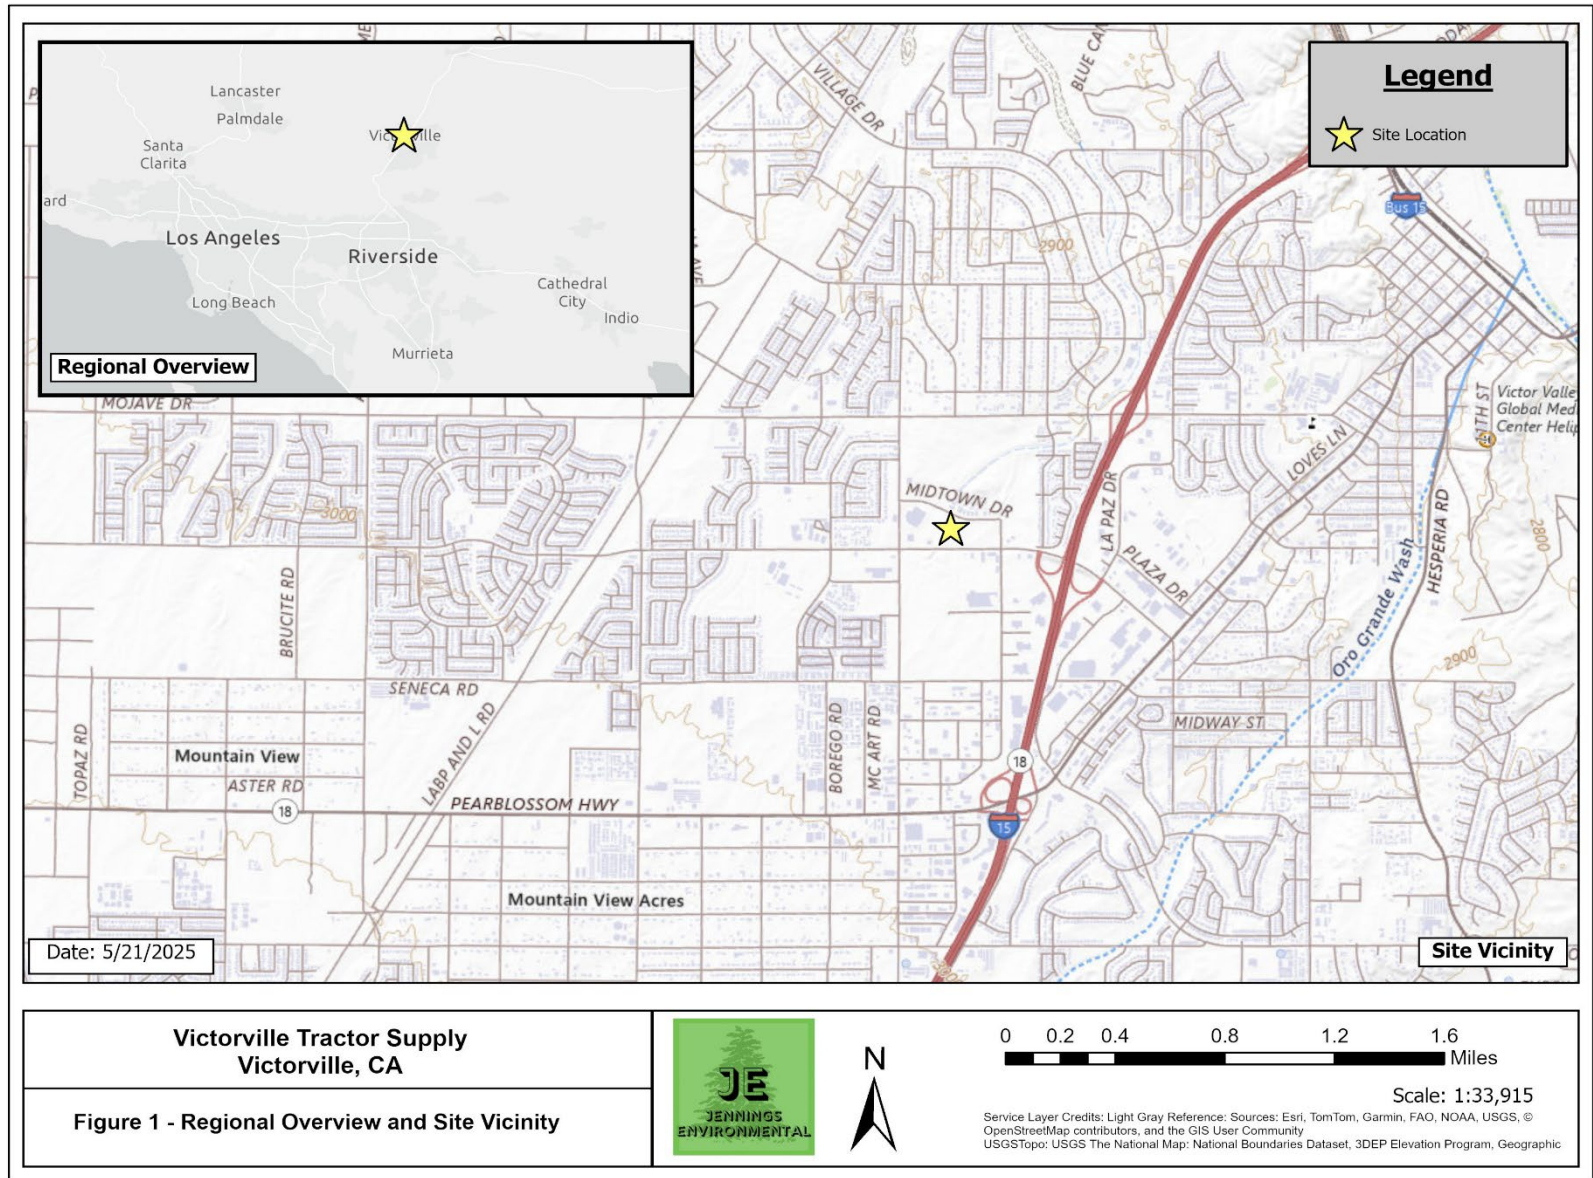 Lancaster
Palmdale
Santa
Clarita
ard
Los Angeles
Riverside
Long Beach
Cathedral
City
Indio
Murrieta
Regional Overview
Legend
Site Location
VILLAGE DR
Bus 15
2900
MOJAVE DR
11TH ST
Victor Valle
Global Med
Center Helip
LOVES LN
MIDTOWN DR
LA PAZ DR
PLAZA DR
3000
2800
HESPERIA RD
Oro Grande Wash
BRUCITE RD
2900
SENECA RD
MIDWAY ST
TOPAZ RD
Mountain View
ASTER RD
LABP AND L RD
BOREGO RD
MC ART RD
18
18
PEARBLOSSOM HWY
15
Mountain View Acres
Date: 5/21/2025
Site Vicinity
Victorville Tractor Supply
Victorville, CA
Figure 1 - Regional Overview and Site Vicinity
JE
JENNINGS
ENVIRONMENTAL
N
0 0.2 0.4 0.8 1.2 1.6
Miles
Scale: 1:33,915
Service Layer Credits: Light Gray Reference: Sources: Esri, TomTom, Garmin, FAO, NOAA, USGS, ©
OpenStreetMap contributors, and the GIS User Community
USGSTopo: USGS The National Map: National Boundaries Dataset, 3DEP Elevation Program, Geographic